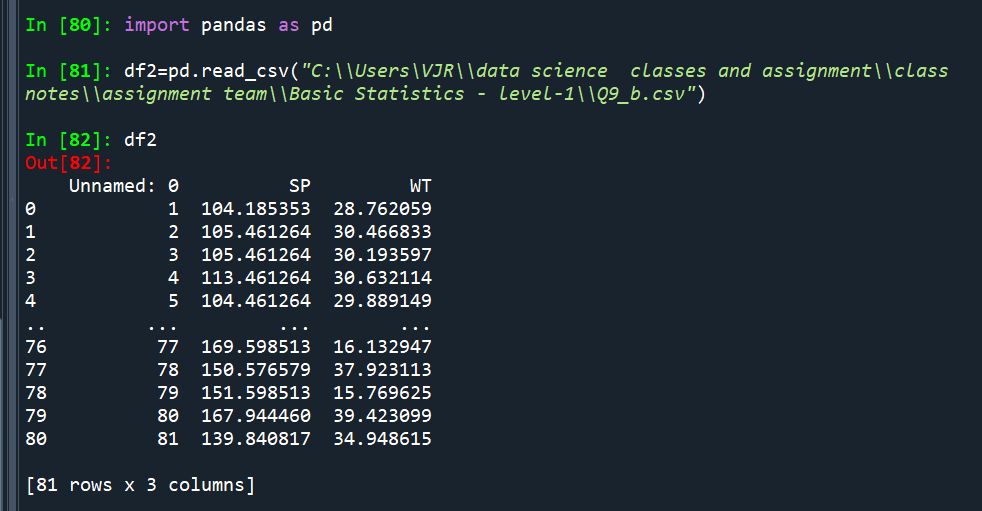 In [80]: import pandas as pd
In [81]: df2=pd.read_csv("C:\\Users\VJR\\data science  classes and assignment\\class
notes\\assignment team\\Basic Statistics - level-1\\Q9_b.csv")
In [82]: df2
Out[82]:
    Unnamed: 0          SP         WT
0            1  104.185353  28.762059
1            2  105.461264  30.466833
2            3  105.461264  30.193597
3            4  113.461264  30.632114
4            5  104.461264  29.889149
..         ...         ...        ...
76          77  169.598513  16.132947
77          78  150.576579  37.923113
78          79  151.598513  15.769625
79          80  167.944460  39.423099
80          81  139.840817  34.948615
[81 rows x 3 columns]